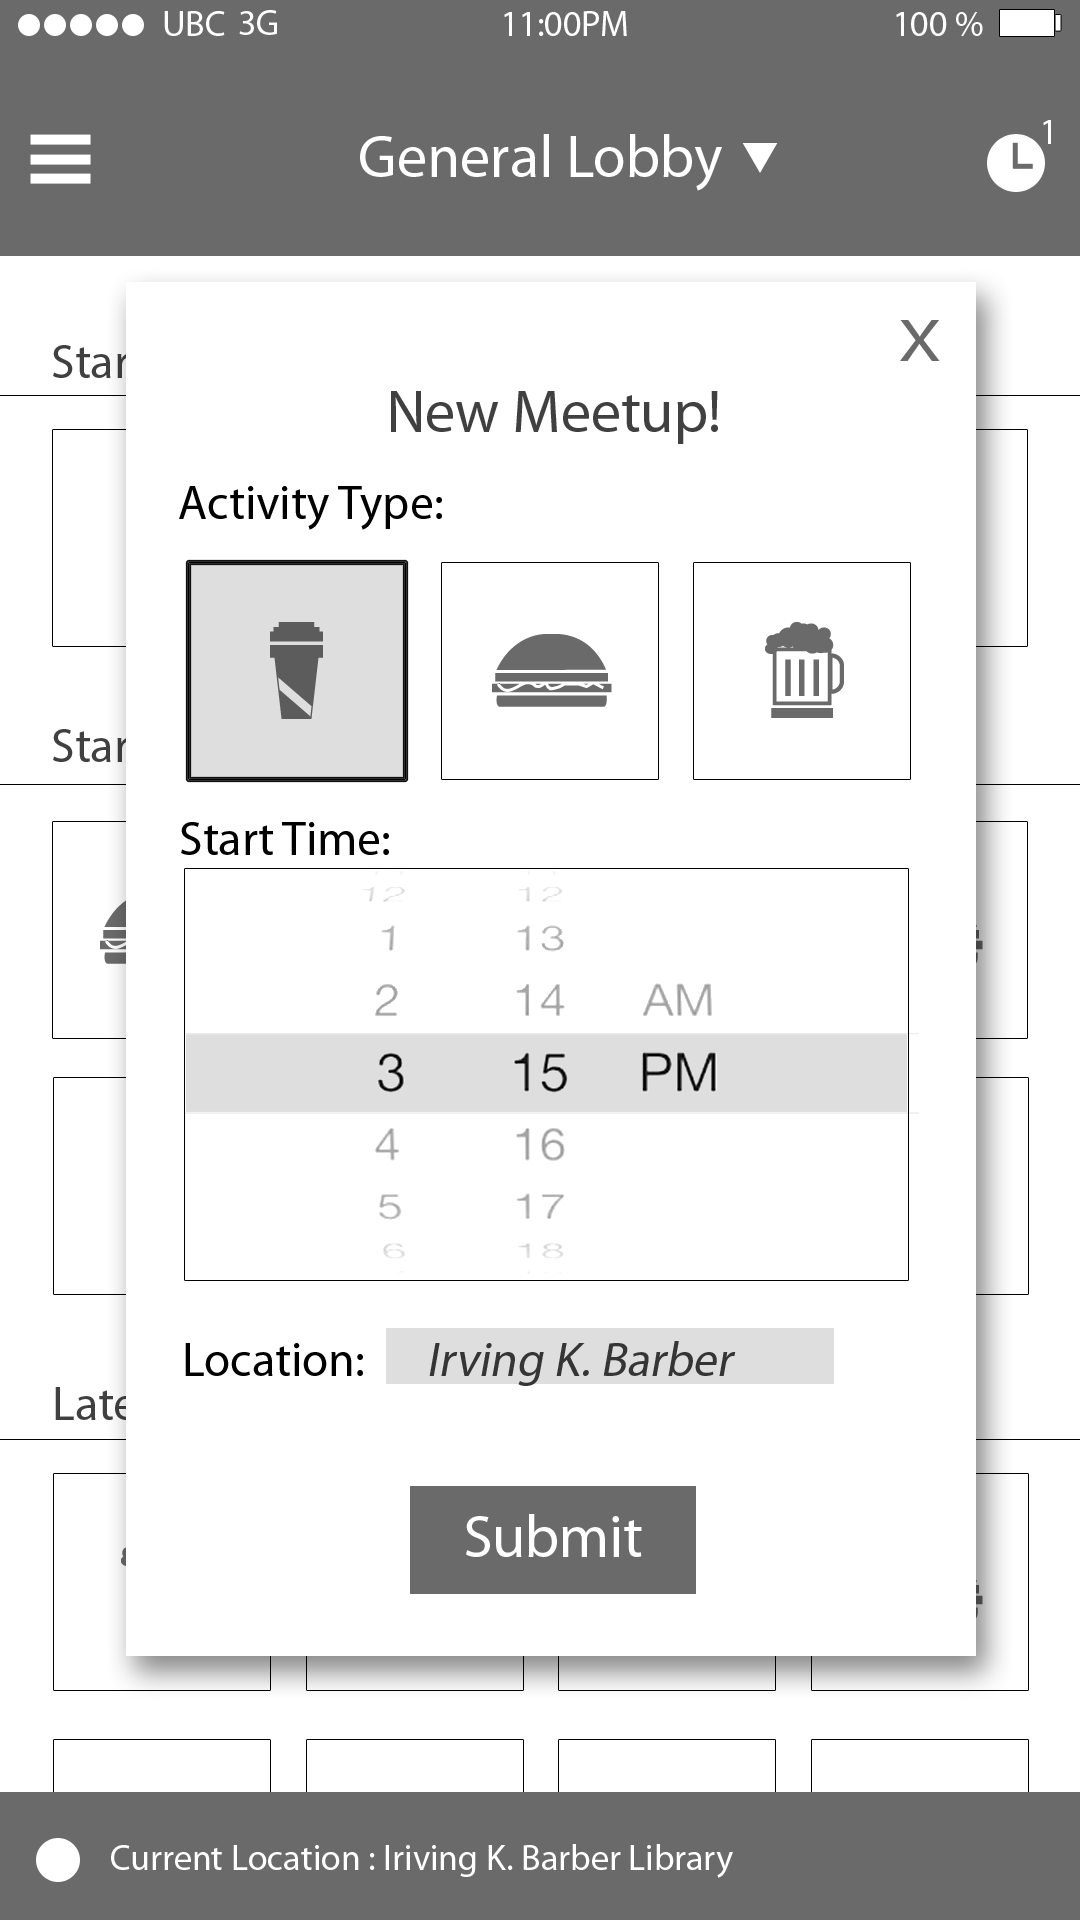 UBC 3G 11:00PM 100 %
General Lobby 1
X
Star
New Meetup!
Activity Type:
Star
Start Time:
12 12
1 13
2 14 AM
3 15 PM
4 16
5 17
6 18
Location: Irving K. Barber
Late
Submit
Current Location : Iriving K. Barber Library